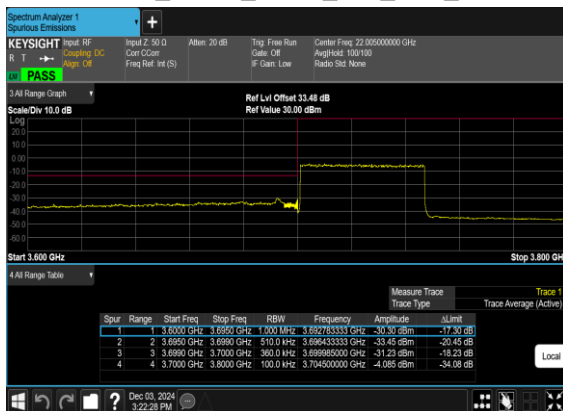 Spectrum Analyzer 1
Spurious Emissions
KEYSIGHT Input: RF Input Z: 50 Ω Atten: 20 dB Trig: Free Run Center Freq: 22.005000000 GHz
R T Coupling: DC Corr CCorr Gate: Off Avg|Hold: 100/100
Align: Off Freq Ref: Int (S) IF Gain: Low Radio Std: None
PASS
3 All Range Graph
Ref Lvl Offset 33.48 dB
Scale/Div 10.0 dB Ref Value 30.00 dBm
Log
20.0
10.0
0.00
-10.0
-20.0
-30.0
-40.0
-50.0
-60.0
Start 3.600 GHz Stop 3.800 GH
4 All Range Table
Measure Trace Trace 1
Trace Type Trace Average (Active)
Spur Range Start Freq Stop Freq RBW Frequency Amplitude ΔLimit
1 1 3.6000 GHz 3.6950 GHz 1.000 MHz 3.692783333 GHz -30.30 dBm -17.30 dB
2 2 3.6950 GHz 3.6990 GHz 510.0 kHz 3.696433333 GHz -33.45 dBm -20.45 dB
3 3 3.6990 GHz 3.7000 GHz 360.0 kHz 3.699985000 GHz -31.23 dBm -18.23 dB
4 4 3.7000 GHz 3.8000 GHz 100.0 kHz 3.704500000 GHz -4.085 dBm -34.08 dB
Local
Dec 03, 2024
3:22:28 PM